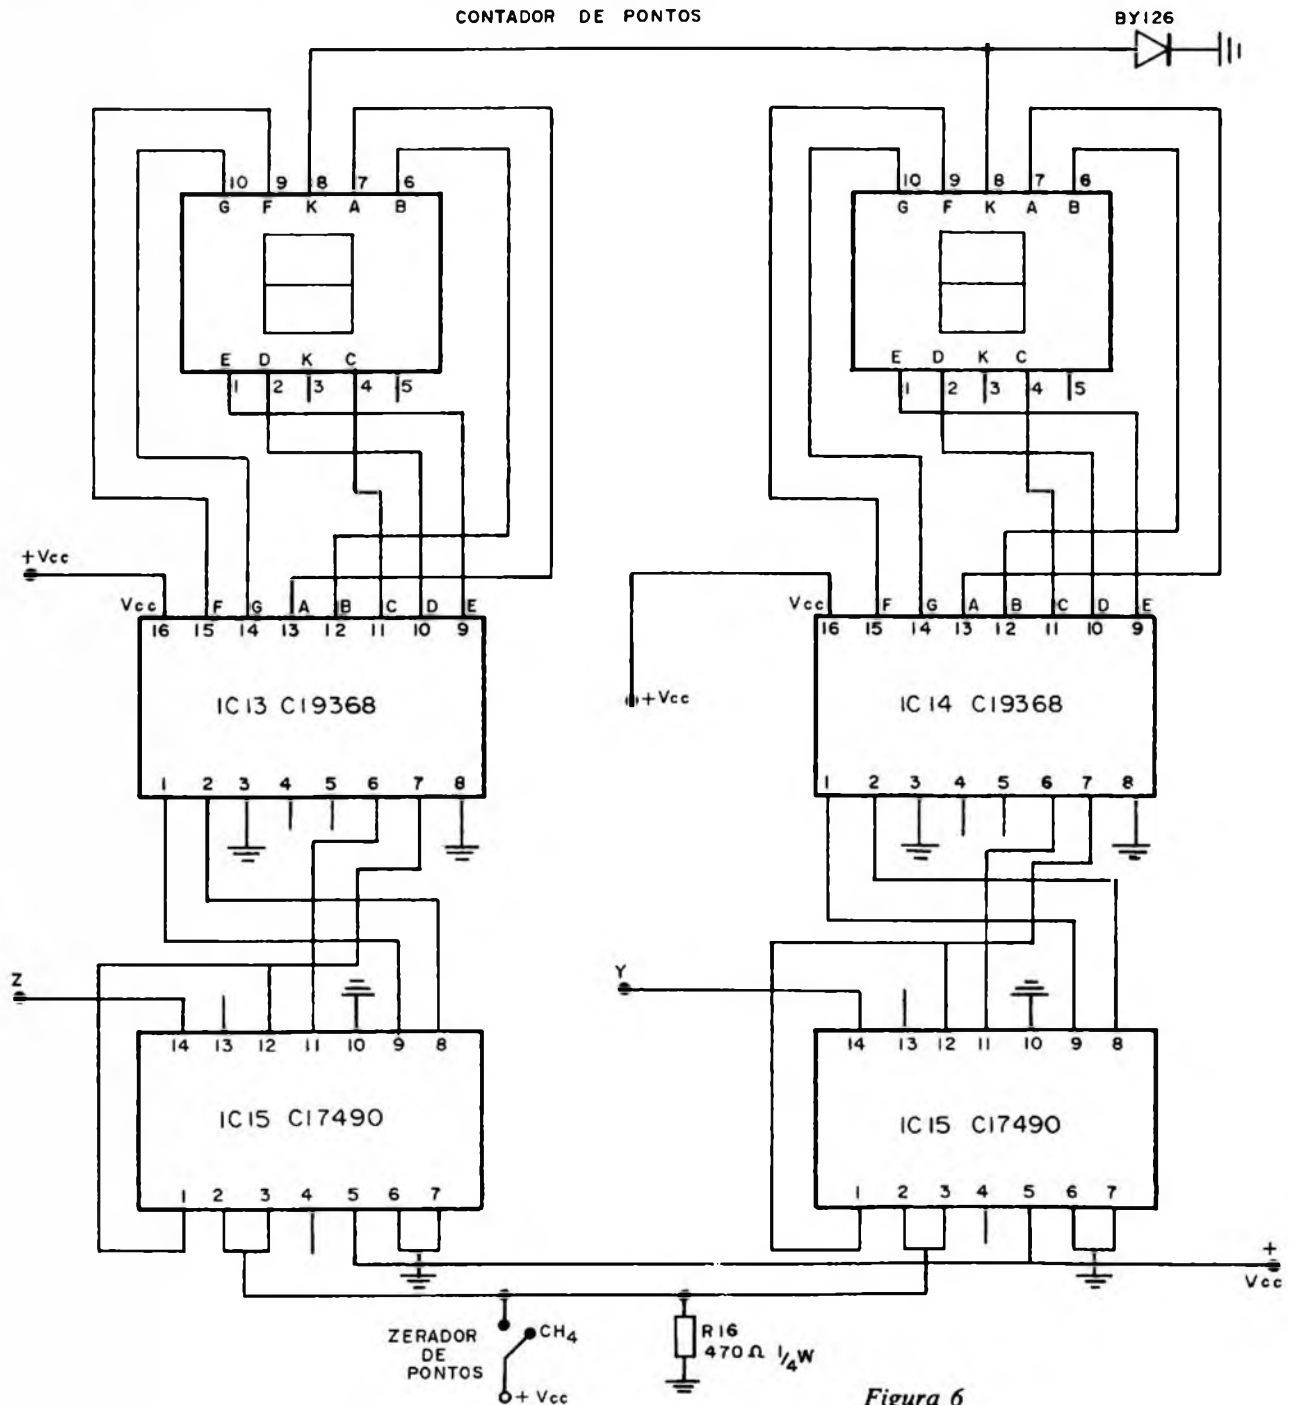 CONTADOR DE PONTOS
BY126
10 9 8 7 6
G F K A B
E D K C
1 2 3 4 5
10 9 8 7 6
G F K A B
E D K C
1 2 3 4 5
+Vcc
Vcc F G A B C D E
16 15 14 13 12 11 10 9
IC13 CI9368
1 2 3 4 5 6 7 8
+Vcc
Vcc F G A B C D E
16 15 14 13 12 11 10 9
IC14 CI9368
1 2 3 4 5 6 7 8
Z
14 13 12 11 10 9 8
IC15 CI7490
1 2 3 4 5 6 7
Y
14 13 12 11 10 9 8
IC15 CI7490
1 2 3 4 5 6 7
+
Vcc
ZERADOR
DE
PONTOS
CH4
+ Vcc
R16
470Ω 1/4W
Figura 6